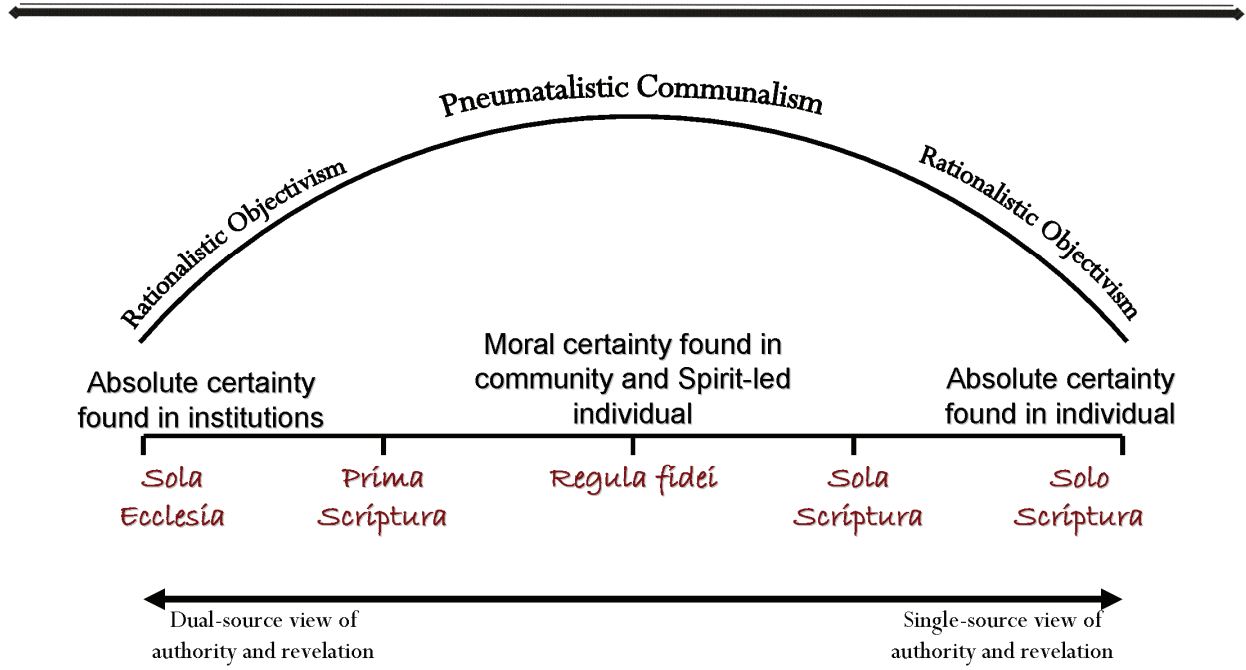 Pneumatalistic Communalism
Rationalistic Objectivism
Rationalistic Objectivism
Absolute certainty
found in institutions
Moral certainty found in
community and Spirit-led
individual
Absolute certainty
found in individual
Sola
Ecclesia
Prima
Scriptura
Regula fidei
Sola
Scriptura
Solo
Scriptura
Dual-source view of
authority and revelation
Single-source view of
authority and revelation